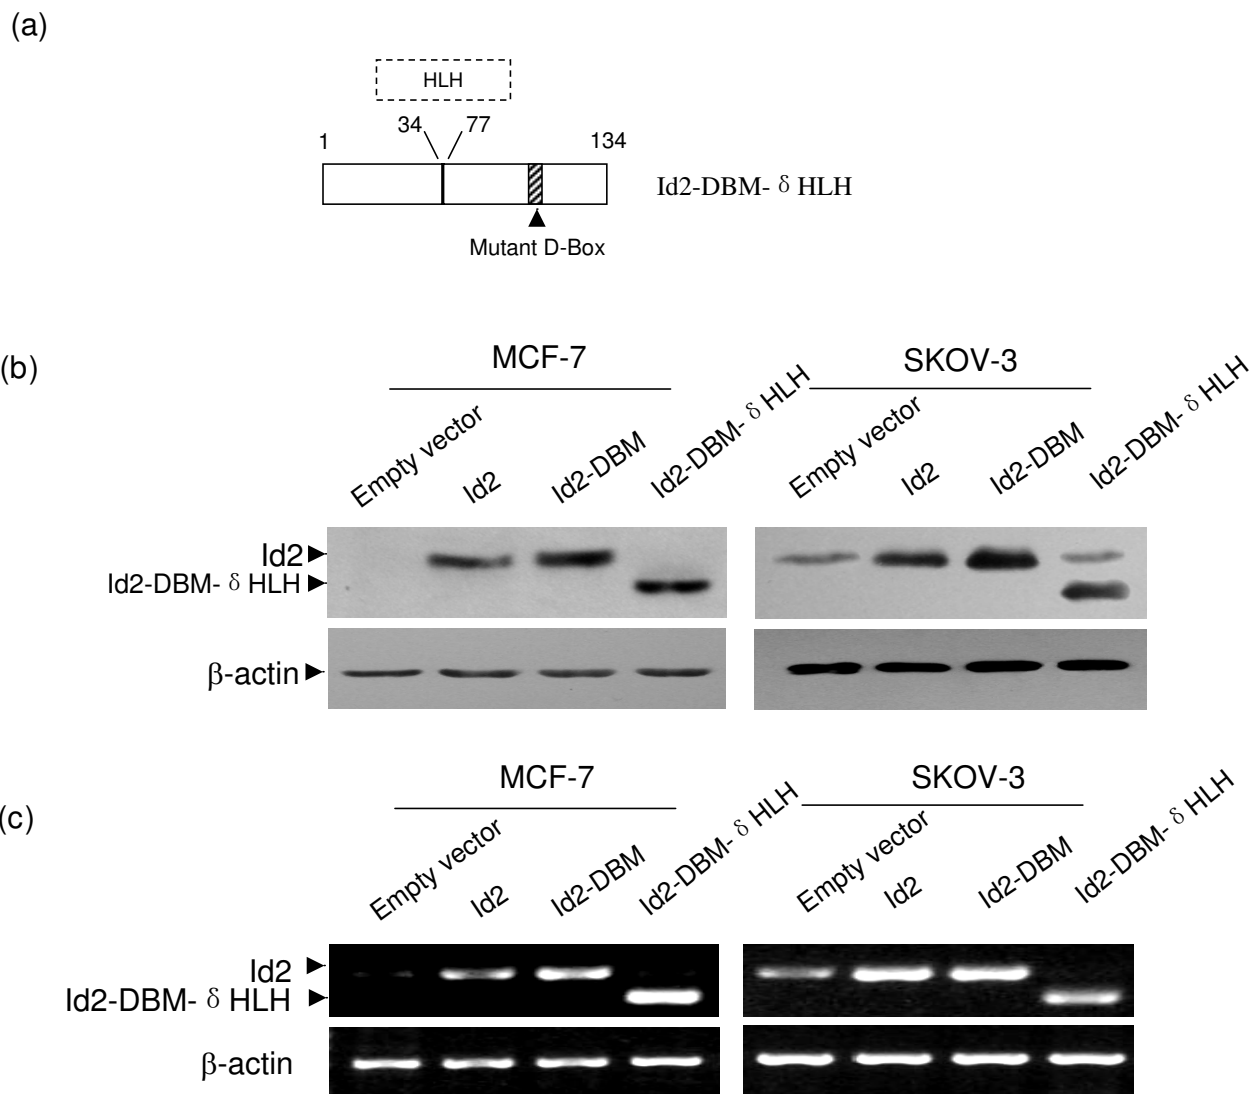 (a)
HLH
34 77
1 134
Id2-DBM- δ HLH
Mutant D-Box
(b)
MCF-7 SKOV-3
Empty vector Id2 Id2-DBM Id2-DBM- δ HLH Empty vector Id2 Id2-DBM Id2-DBM- δ HLH
Id2
Id2-DBM- δ HLH
β-actin
(c)
MCF-7 SKOV-3
Empty vector Id2 Id2-DBM Id2-DBM- δ HLH Empty vector Id2 Id2-DBM Id2-DBM- δ HLH
Id2
Id2-DBM- δ HLH
β-actin